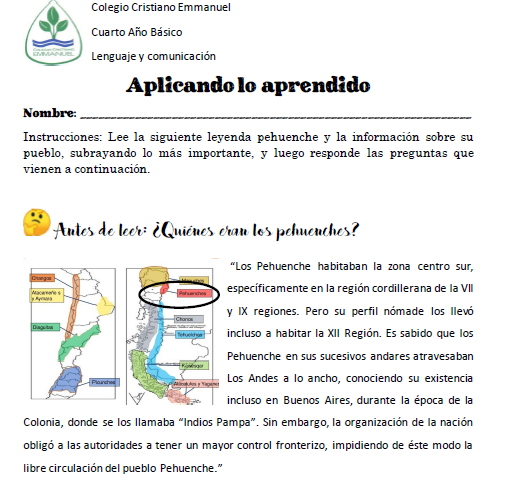 Colegio Cristiano Emmanuel
Cuarto Año Básico
Lenguaje y comunicación
EMMANUEL
Aplicando lo aprendido
Nombre:
Instrucciones: Lee la siguiente leyenda pehuenche y la información sobre su
pueblo, subrayando lo más importante, y luego responde las preguntas que
vienen a continuación.
Antes de leer: ¿Quiénes eran los pehuenches?
Changos
Atacameños
y Aymara
Diaguitas
Picunches
Mapuches
Pehuenches
Chonos
Tehuelches
Kawésqar
Alacalufes y Yaganes
"Los Pehuenche habitaban la zona centro sur,
específicamente en la región cordillerana de la VII
y IX regiones. Pero su perfil nómade los llevó
incluso a habitar la XII Región. Es sabido que los
Pehuenche en sus sucesivos andares atravesaban
Los Andes a lo ancho, conociendo su existencia
incluso en Buenos Aires, durante la época de la
Colonia, donde se los llamaba "Indios Pampa". Sin embargo, la organización de la nación
obligó a las autoridades a tener un mayor control fronterizo, impidiendo de éste modo la
libre circulación del pueblo Pehuenche."